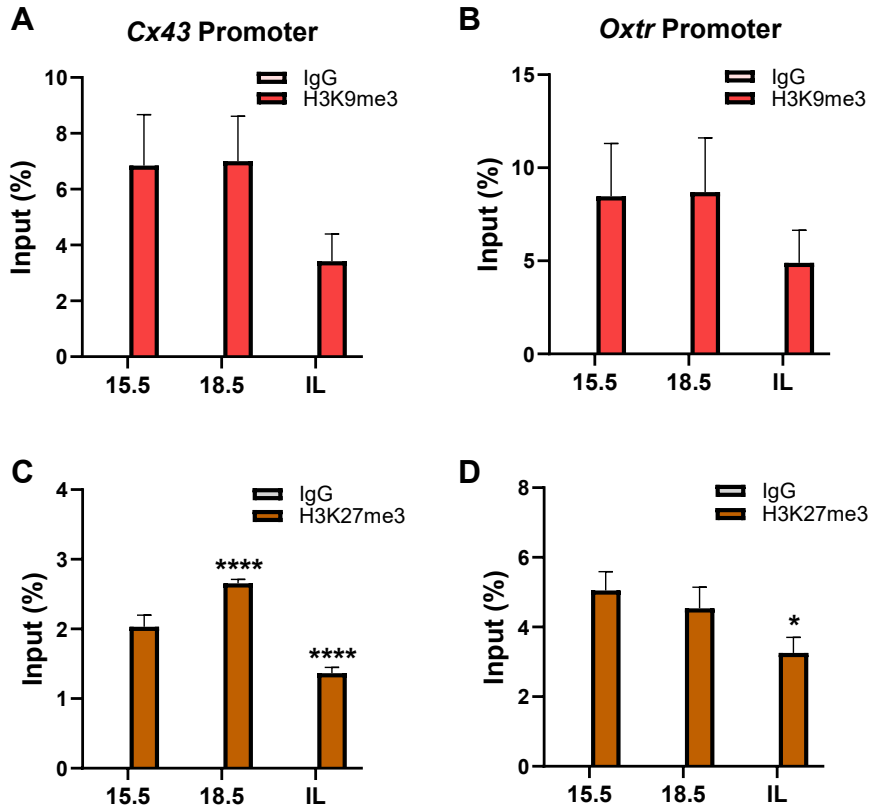 A
Cx43 Promoter
IgG
H3K9me3
Input (%)
10
8
6
4
2
0
15.5 18.5 IL
B
Oxtr Promoter
IgG
H3K9me3
Input (%)
15
10
5
0
15.5 18.5 IL
C
IgG
H3K27me3
Input (%)
4
3
2
1
0
****
****
15.5 18.5 IL
D
IgG
H3K27me3
Input (%)
8
6
4
2
0
*
15.5 18.5 IL